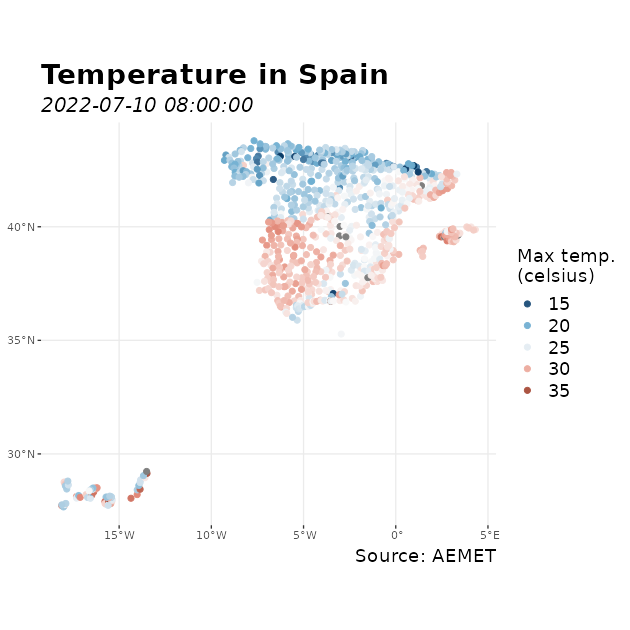 Temperature in Spain
2022-07-10 08:00:00
40°N
35°N
30°N
15°W
10°W
5°W
0°
5°E
Max temp.
(celsius)
15
20
25
30
35
Source: AEMET